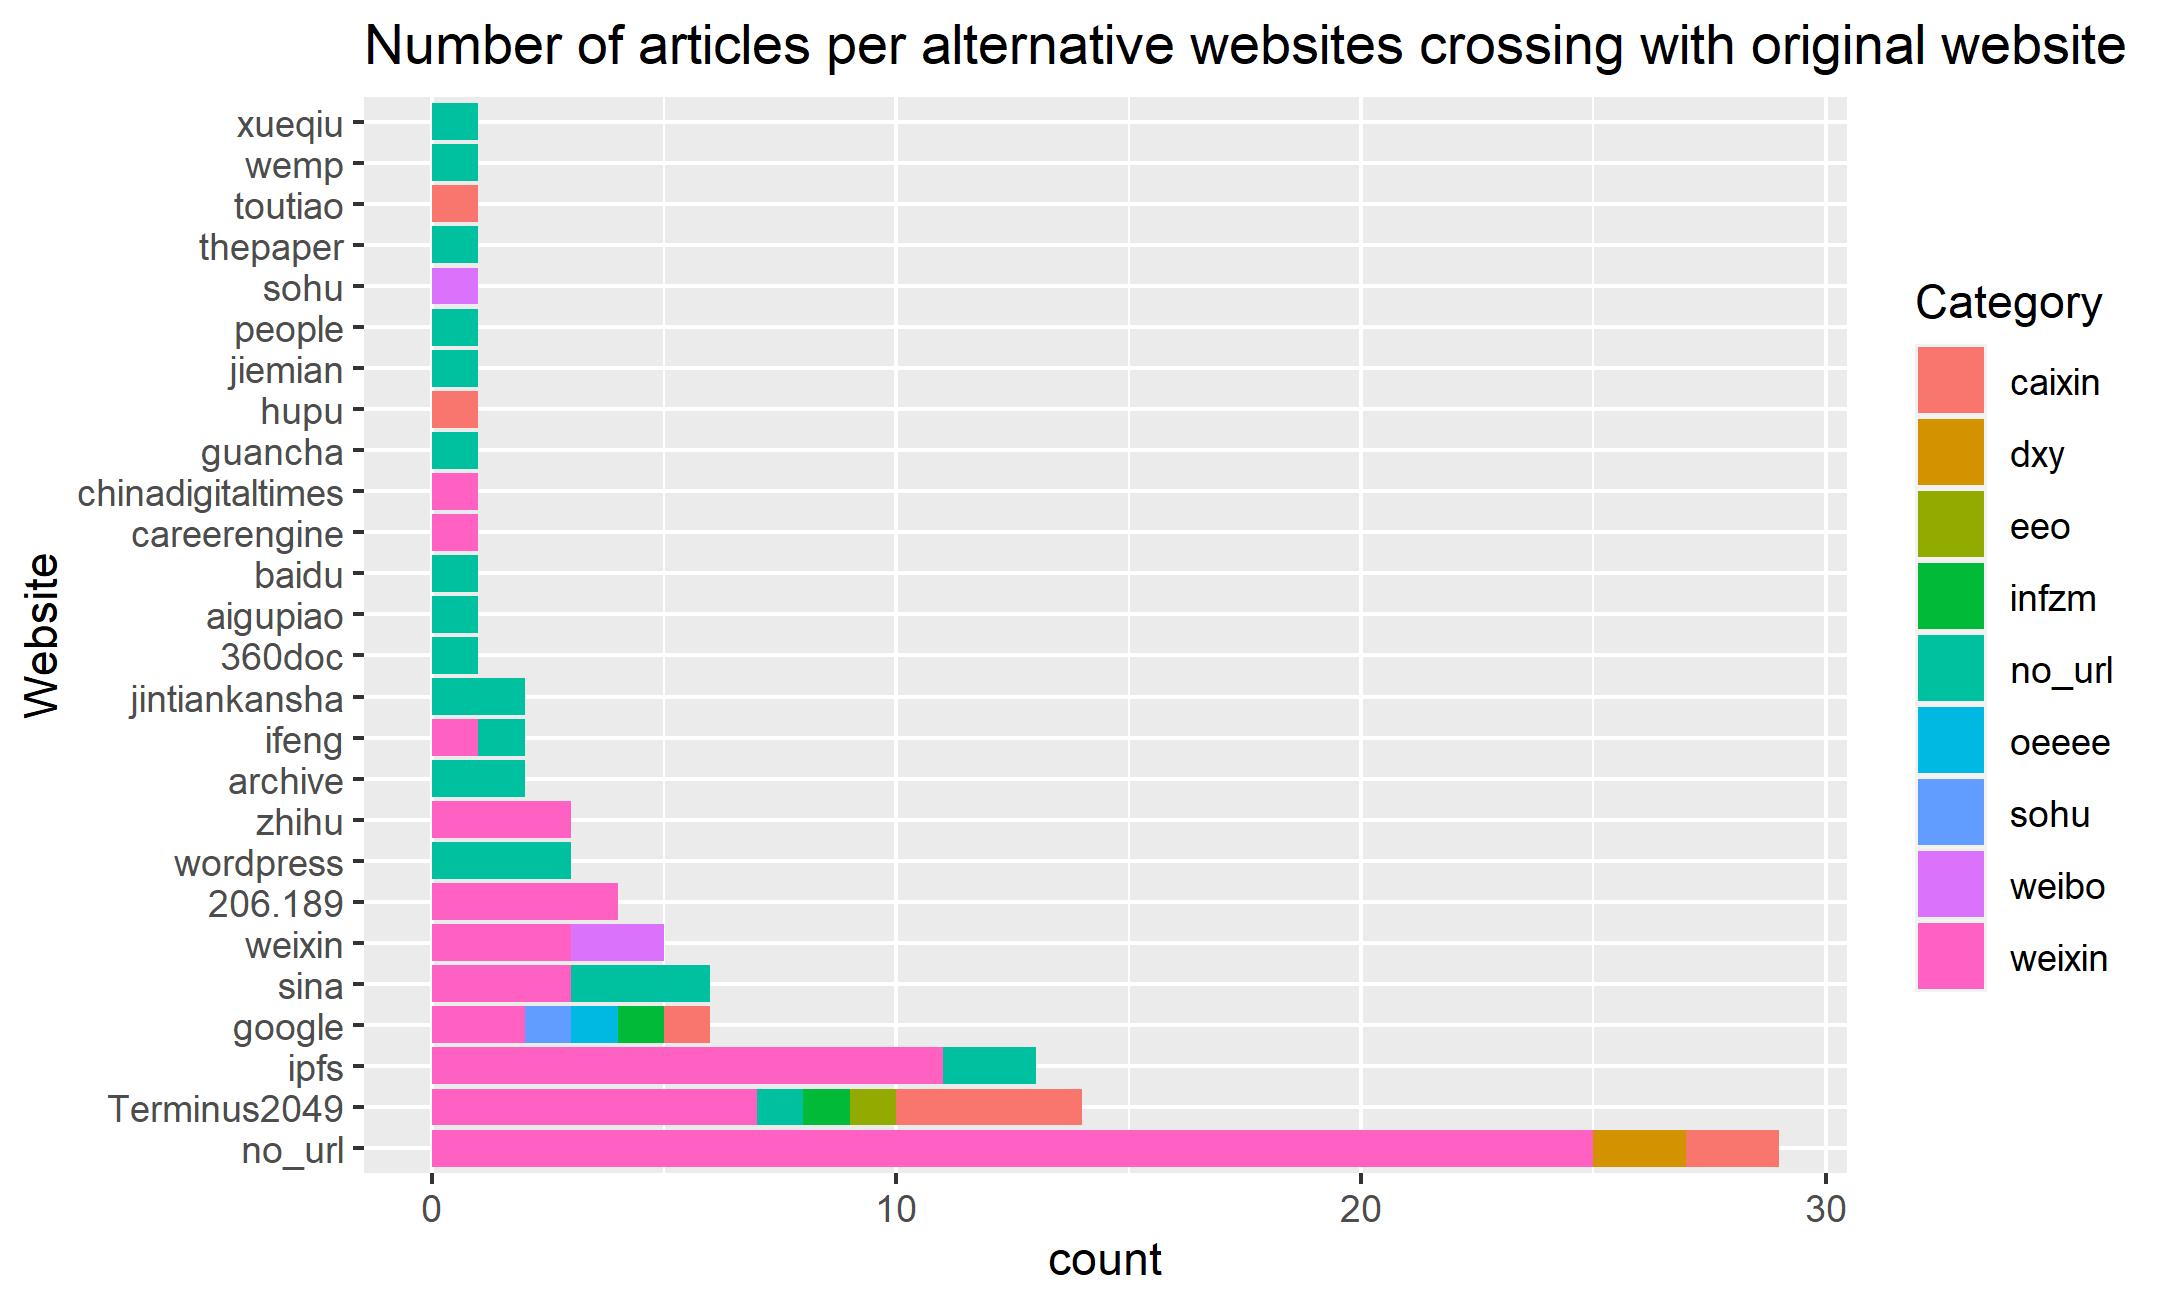 Number of articles per alternative websites crossing with original website
Website
xueqiu
wemp
toutiao
thepaper
sohu
people
jiemian
hupu
guancha
chinadigitaltimes
careerengine
baidu
aigupiao
360doc
jintiankansha
ifeng
archive
zhihu
wordpress
206.189
weixin
sina
google
ipfs
Terminus2049
no_url
0 10 20 30
count
Category
caixin
dxy
eeo
infzm
no_url
oeeee
sohu
weibo
weixin